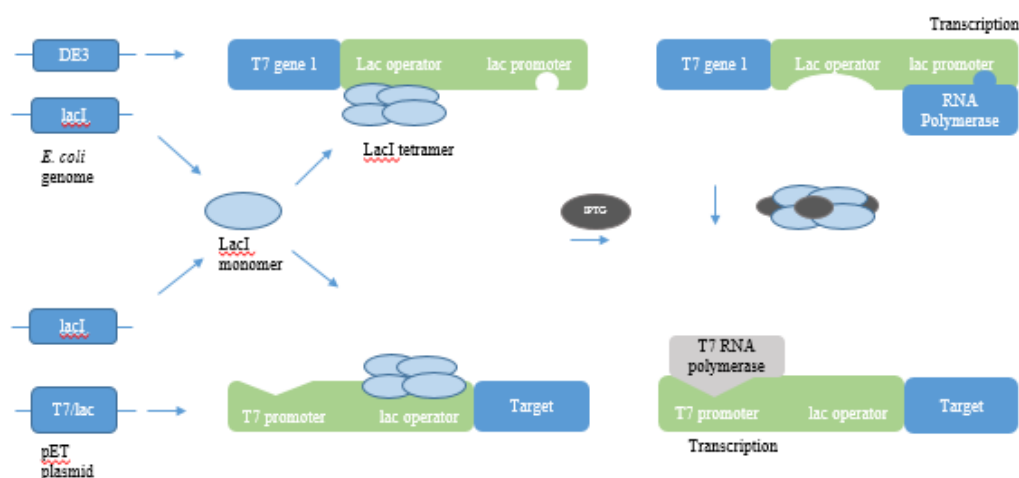 Transcription
DE3
T7 gene 1
Lac operator
lac promoter
T7 gene 1
Lac operator
lac promoter
lacI
RNA
Polymerase
E. coli
genome
LacI tetramer
IPTG
LacI
monomer
lacI
T7 RNA
polymerase
T7/lac
T7 promoter
lac operator
Target
T7 promoter
lac operator
Target
pET
plasmid
Transcription